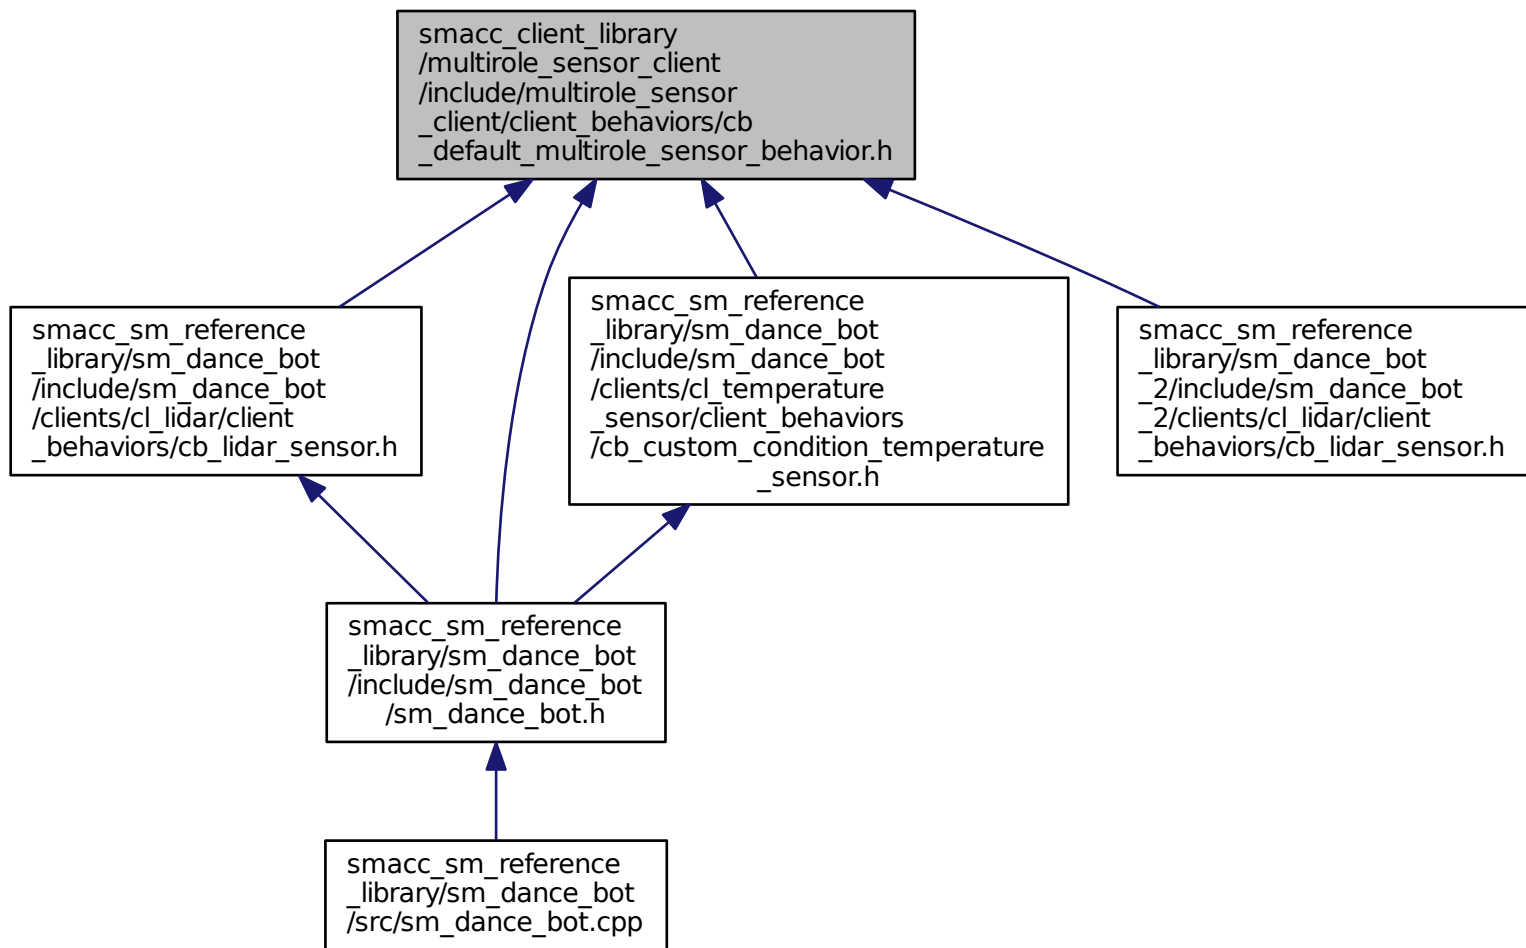 smacc_client_library
/multirole_sensor_client
/include/multirole_sensor
_client/client_behaviors/cb
_default_multirole_sensor_behavior.h
smacc_sm_reference
_library/sm_dance_bot
/include/sm_dance_bot
/clients/cl_lidar/client
_behaviors/cb_lidar_sensor.h
smacc_sm_reference
_library/sm_dance_bot
/include/sm_dance_bot
/clients/cl_temperature
_sensor/client_behaviors
/cb_custom_condition_temperature
_sensor.h
smacc_sm_reference
_library/sm_dance_bot
_2/include/sm_dance_bot
_2/clients/cl_lidar/client
_behaviors/cb_lidar_sensor.h
smacc_sm_reference
_library/sm_dance_bot
/include/sm_dance_bot
/sm_dance_bot.h
smacc_sm_reference
_library/sm_dance_bot
/src/sm_dance_bot.cpp